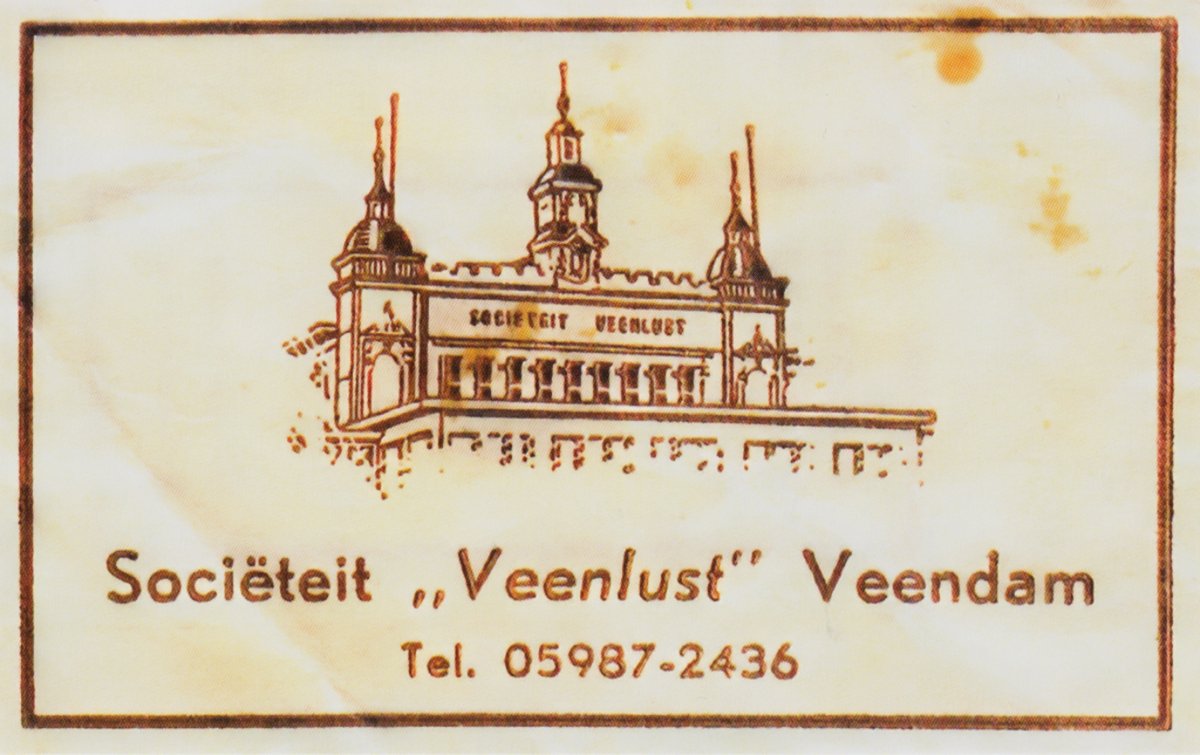 SOCIETEIT VEENLUST
Sociëteit „Veenlust” Veendam
Tel. 05987-2436